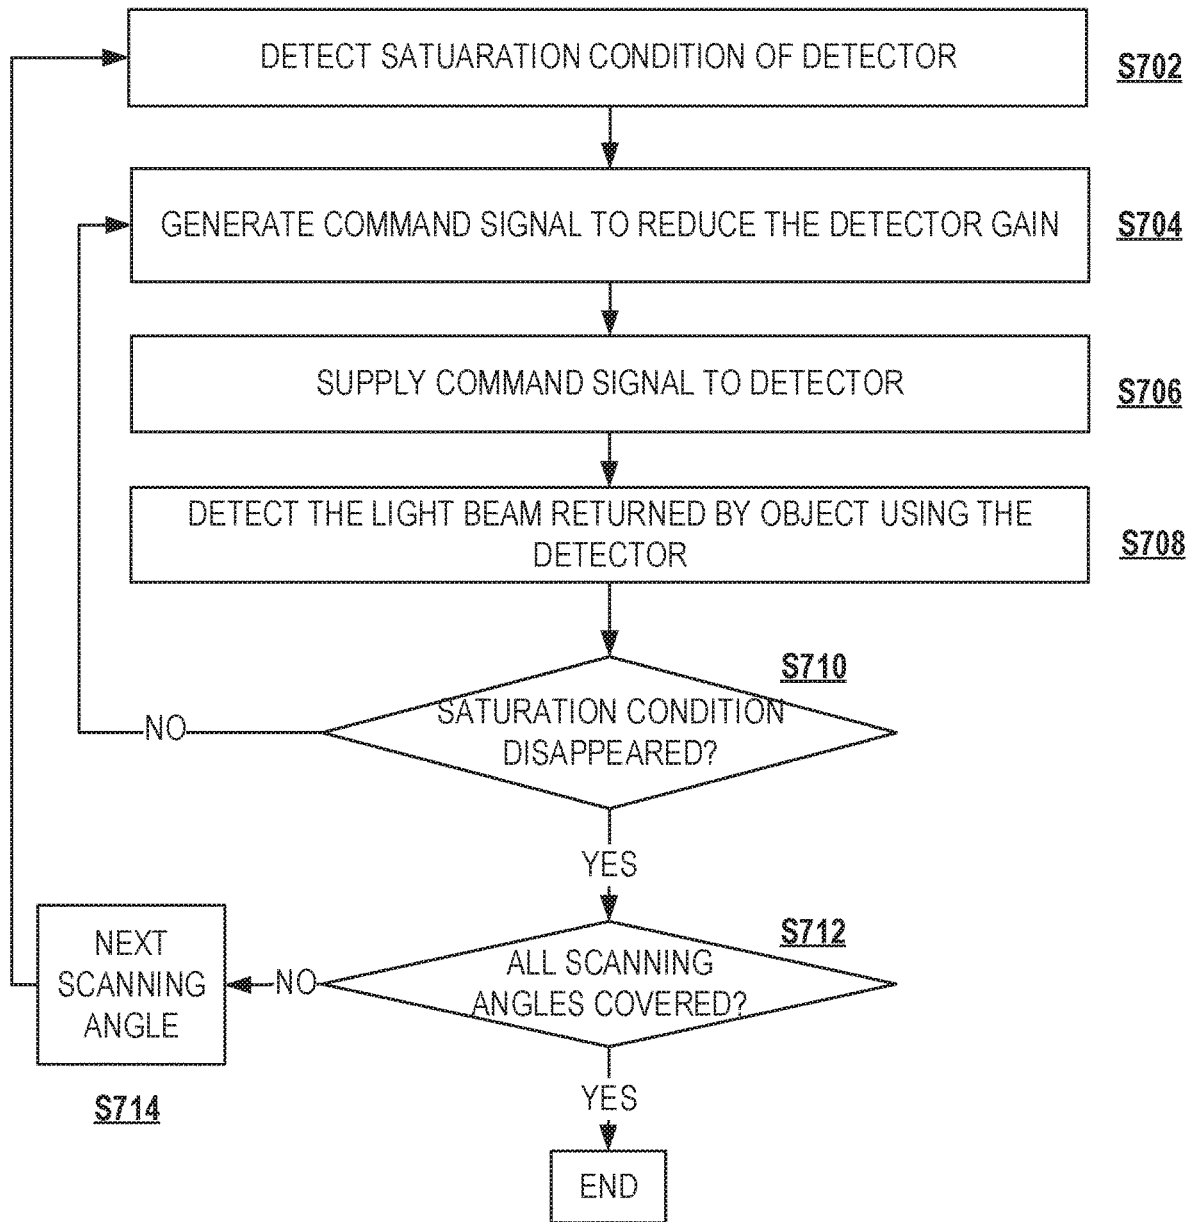 DETECT SATUARATION CONDITION OF DETECTOR
S702
GENERATE COMMAND SIGNAL TO REDUCE THE DETECTOR GAIN
S704
SUPPLY COMMAND SIGNAL TO DETECTOR
S706
DETECT THE LIGHT BEAM RETURNED BY OBJECT USING THE
DETECTOR
S708
S710
SATURATION CONDITION
DISAPPEARED?
NO
YES
S712
ALL SCANNING
ANGLES COVERED?
NO
NEXT
SCANNING
ANGLE
S714
YES
END